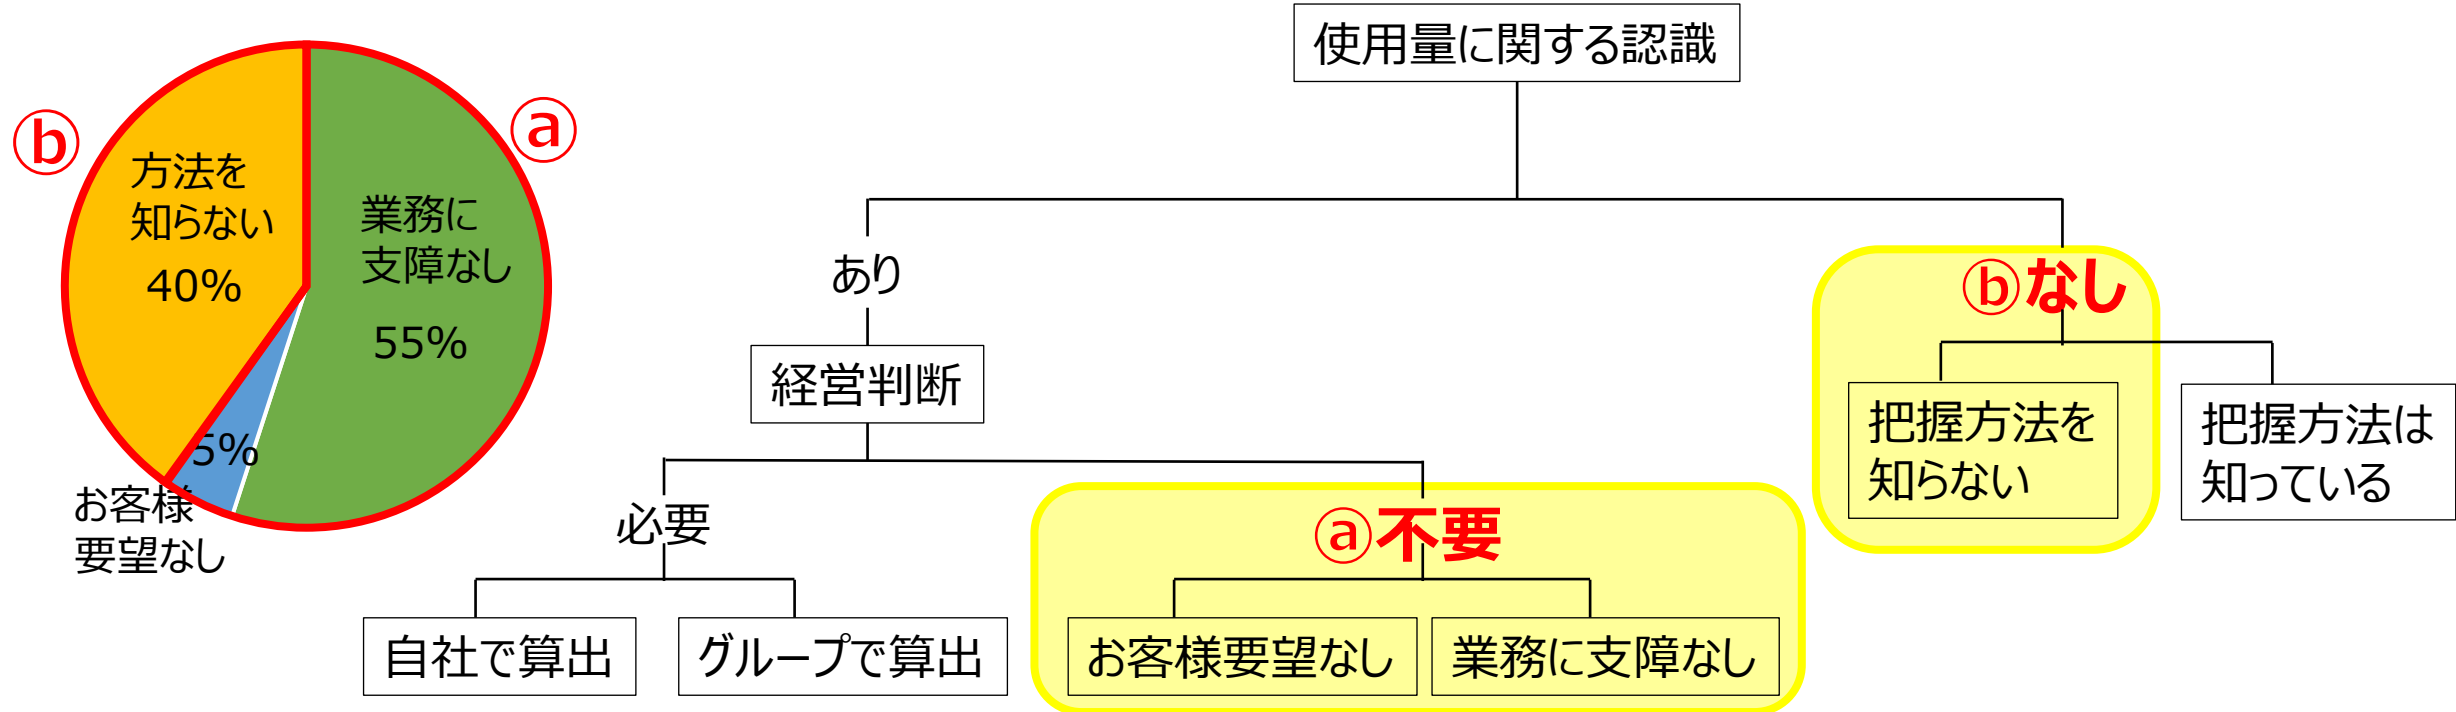 ⓑ
方法を
知らない
40%
ⓐ
業務に
支障なし
55%
5%
お客様
要望なし
使用量に関する認識
あり
経営判断
必要
自社で算出
グループで算出
ⓐ不要
お客様要望なし
業務に支障なし
ⓑなし
把握方法を
知らない
把握方法は
知っている